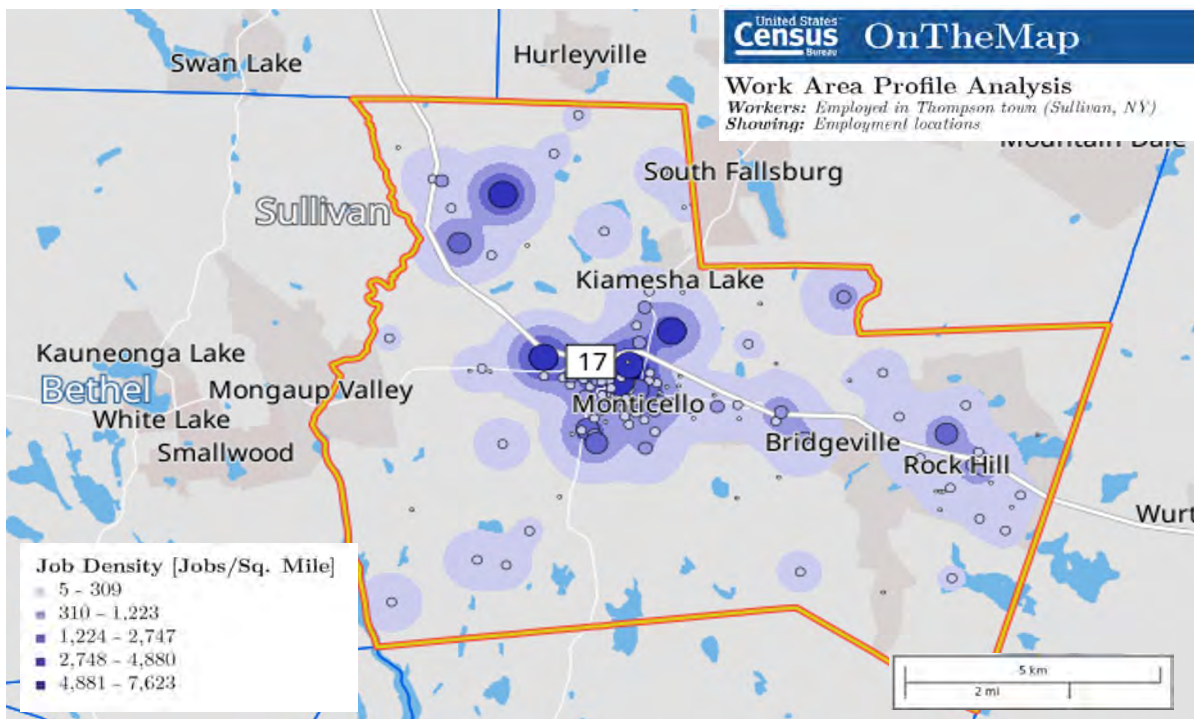 United States
Census
Bureau
OnTheMap
Work Area Profile Analysis
Workers: Employed in Thompson town (Sullivan, NY)
Showing: Employment locations
Swan Lake
Hurleyville
Mountain Dale
South Fallsburg
Sullivan
Kiamesha Lake
Kauneonga Lake
17
Bethel
Mongaup Valley
White Lake
Monticello
Smallwood
Bridgeville
Rock Hill
Wurt
Job Density [Jobs/Sq. Mile]
5 - 309
310 - 1,223
1,224 - 2,747
2,748 - 4,880
4,881 - 7,623
5 km
2 mi